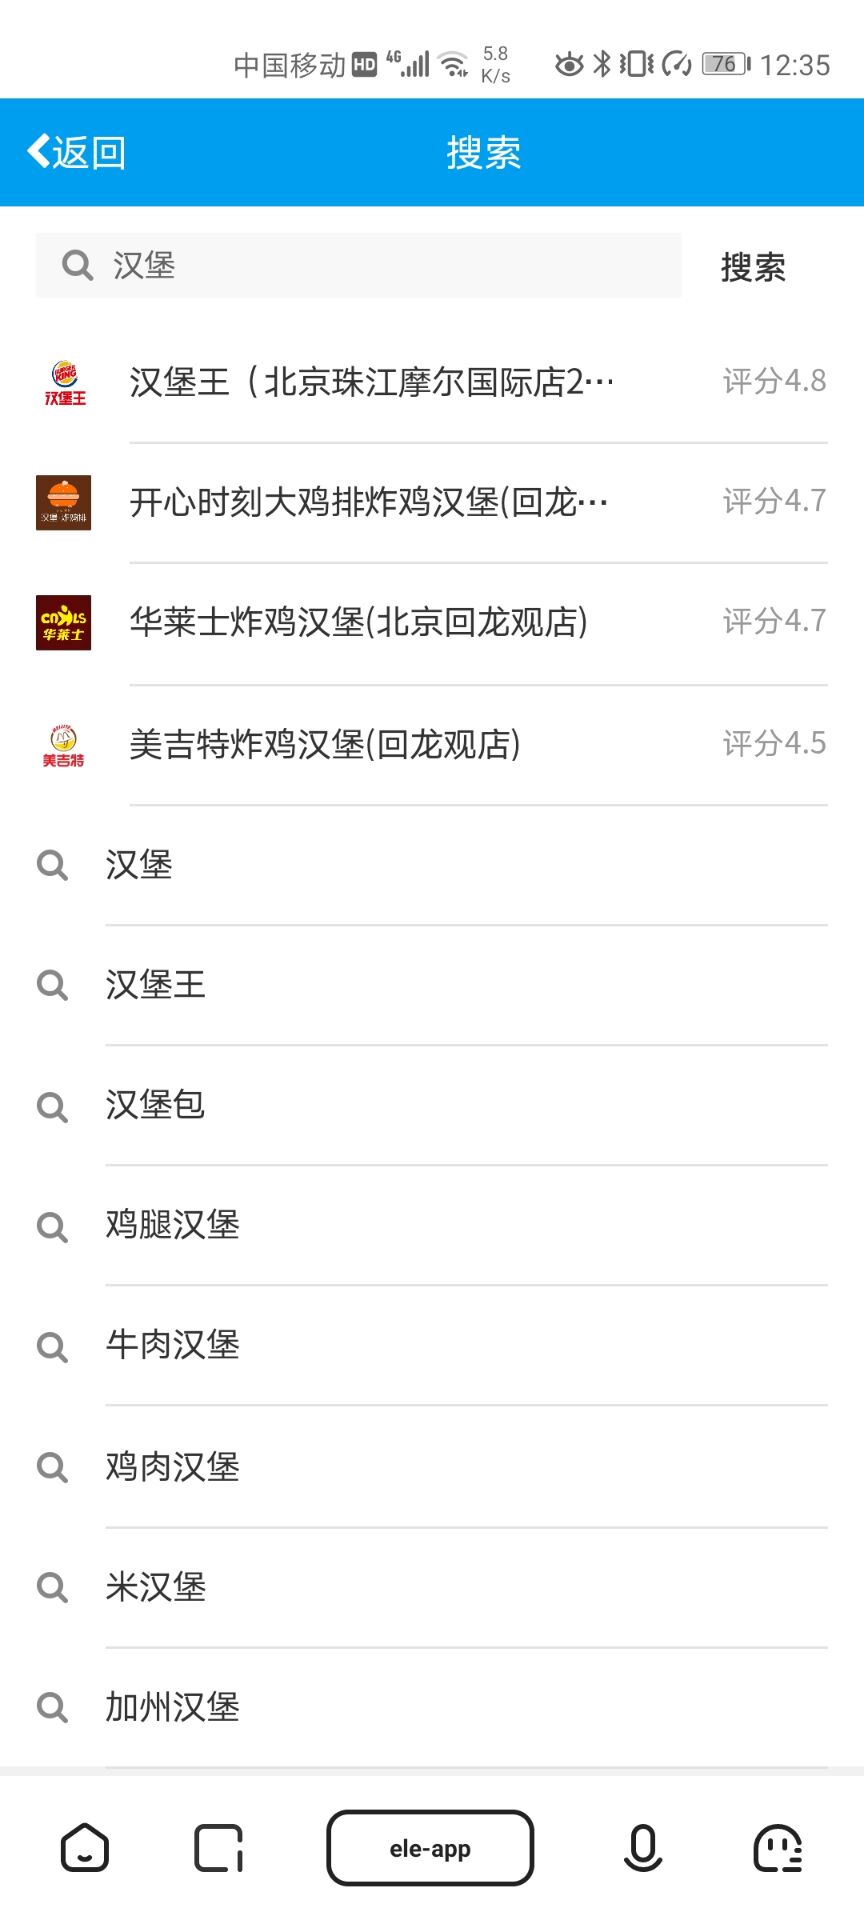 中国移动 HD 4G 5.8 K/s 76 12:35
返回 搜索
汉堡 搜索
BURGER KING
汉堡王
汉堡王（北京珠江摩尔国际店2… 评分4.8
汉堡·炸鸡排
开心时刻大鸡排炸鸡汉堡(回龙… 评分4.7
华莱士
华莱士炸鸡汉堡(北京回龙观店) 评分4.7
美吉特
美吉特炸鸡汉堡(回龙观店) 评分4.5
汉堡
汉堡王
汉堡包
鸡腿汉堡
牛肉汉堡
鸡肉汉堡
米汉堡
加州汉堡
ele-app